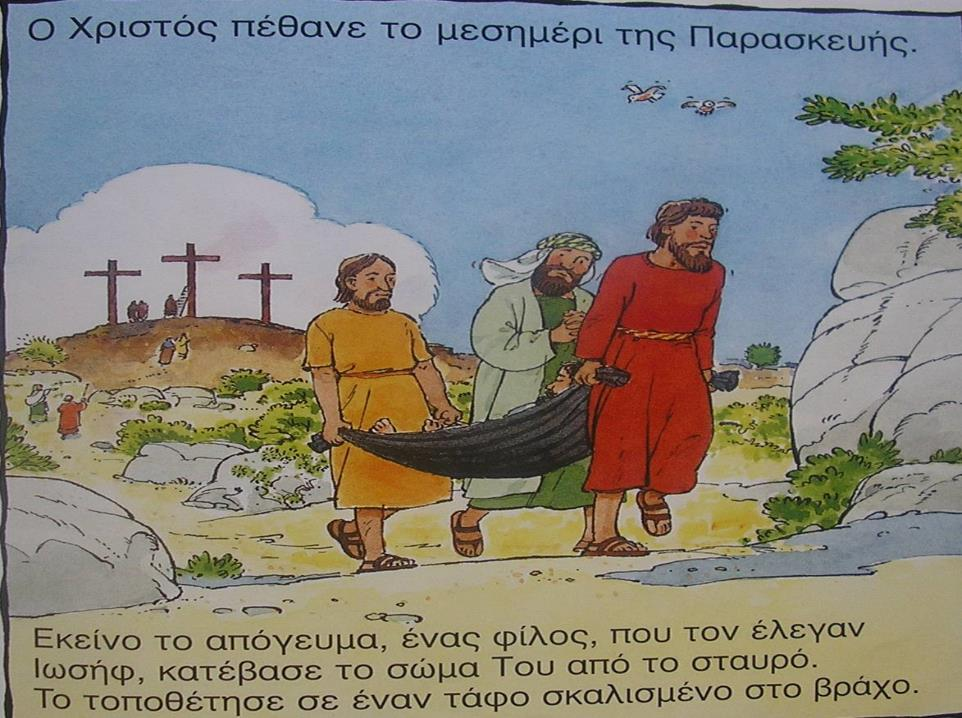 Ο Χριστός πέθανε το μεσημέρι της Παρασκευής.
Εκείνο το απόγευμα, ένας φίλος, που τον έλεγαν
Ιωσήφ, κατέβασε το σώμα Του από το σταυρό.
Το τοποθέτησε σε έναν τάφο σκαλισμένο στο βράχο.